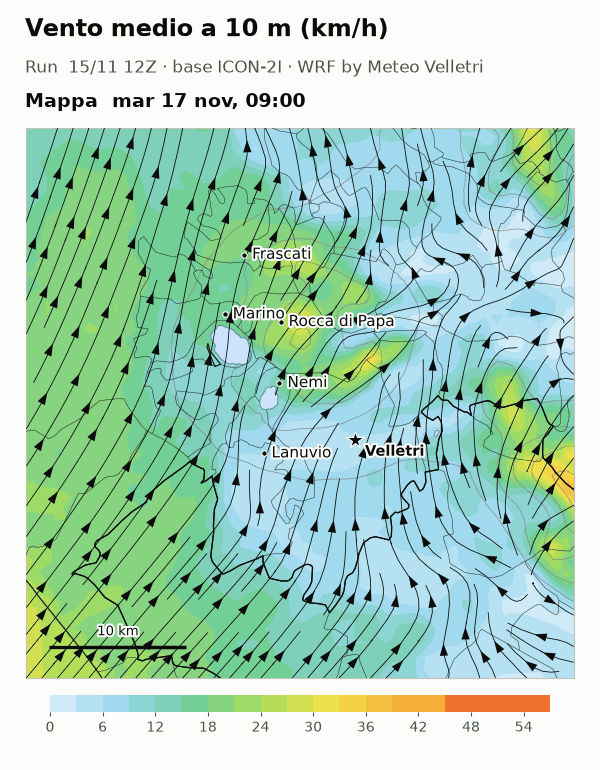 Vento medio a 10 m (km/h)
Run  15/11 12Z · base ICON-2I · WRF by Meteo Velletri
Mappa  mar 17 nov, 09:00
Frascati
Marino
Rocca di Papa
Nemi
Velletri
Lanuvio
10 km
0 6 12 18 24 30 36 42 48 54